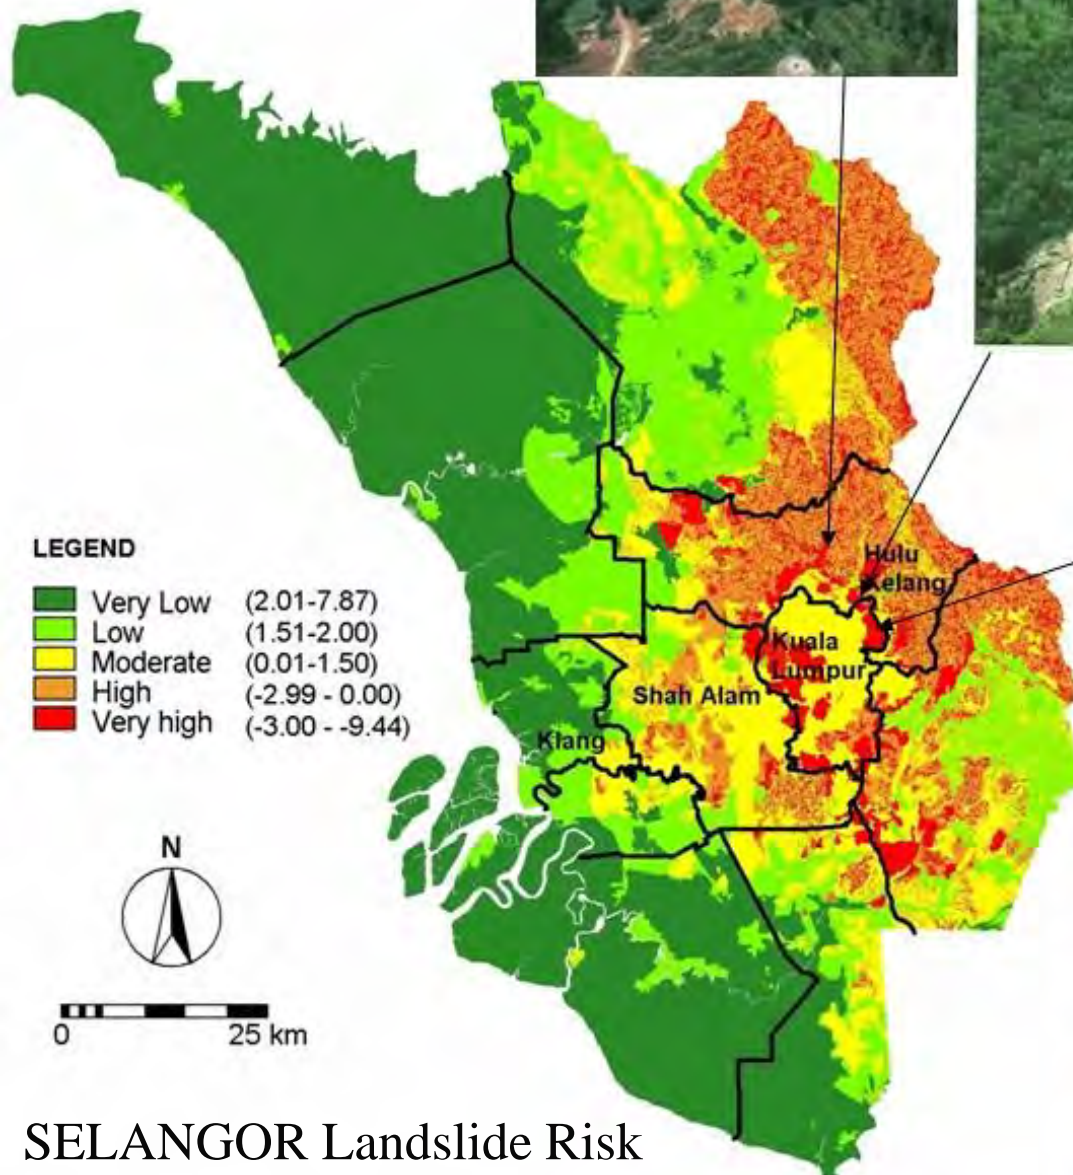 Hulu
Kelang
Kuala
Lumpur
Shah Alam
Klang
LEGEND
Very Low (2.01-7.87)
Low (1.51-2.00)
Moderate (0.01-1.50)
High (-2.99 - 0.00)
Very high (-3.00 - -9.44)
N
0 25 km
SELANGOR Landslide Risk